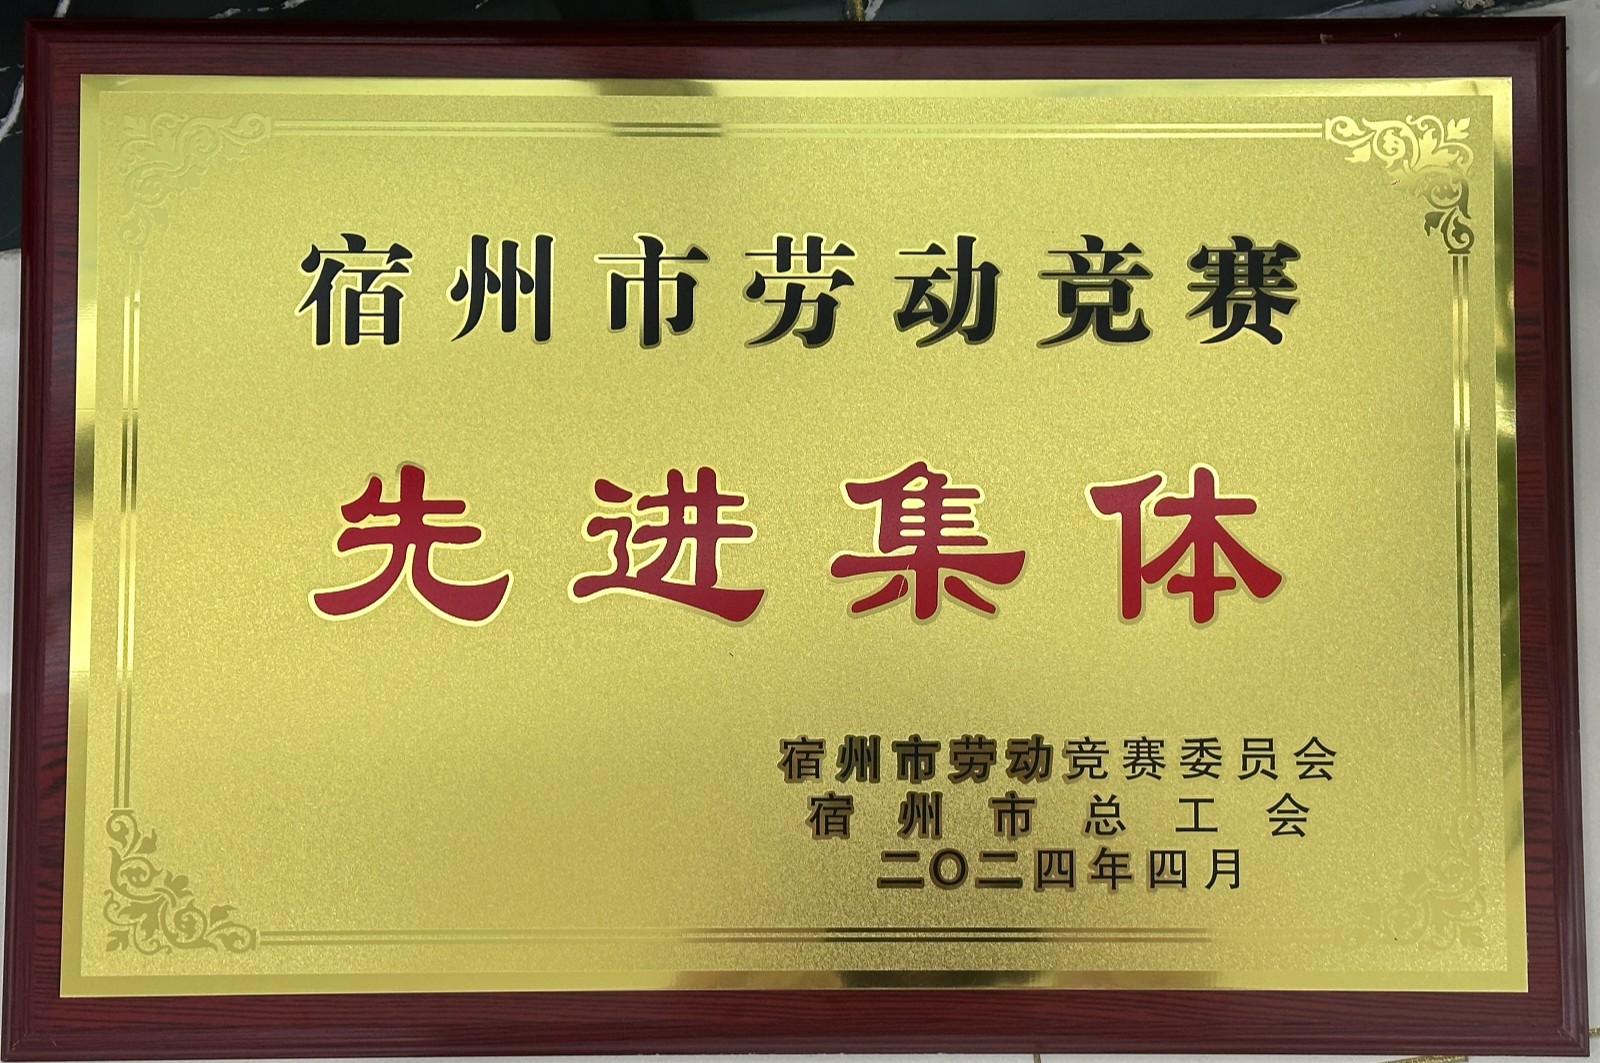 宿州市劳动竞赛
先进集体
宿州市劳动竞赛委员会
宿州市总工会
二〇二四年四月